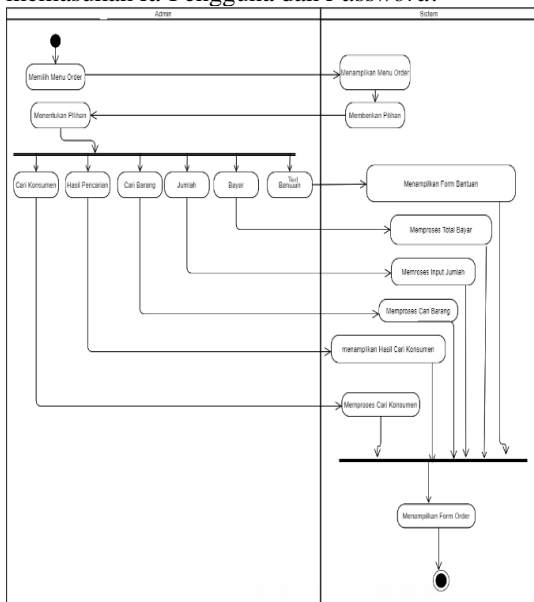 memasukan Id Pengguna dan Password.
Admin
Sistem
Memilih Menu Order
Menampilkan Menu Order
Menentukan Pilihan
Memberikan Pilihan
Cari Konsumen
Hasil Pencarian
Cari Barang
Jumlah
Bayar
Tool
Bantuan
Menampilkan Form Bantuan
Memproses Total Bayar
Memroses Input Jumlah
Memproses Cari Barang
menampilkan Hasil Cari Konsumen
Memproses Cari Konsumen
Menampilkan Form Order